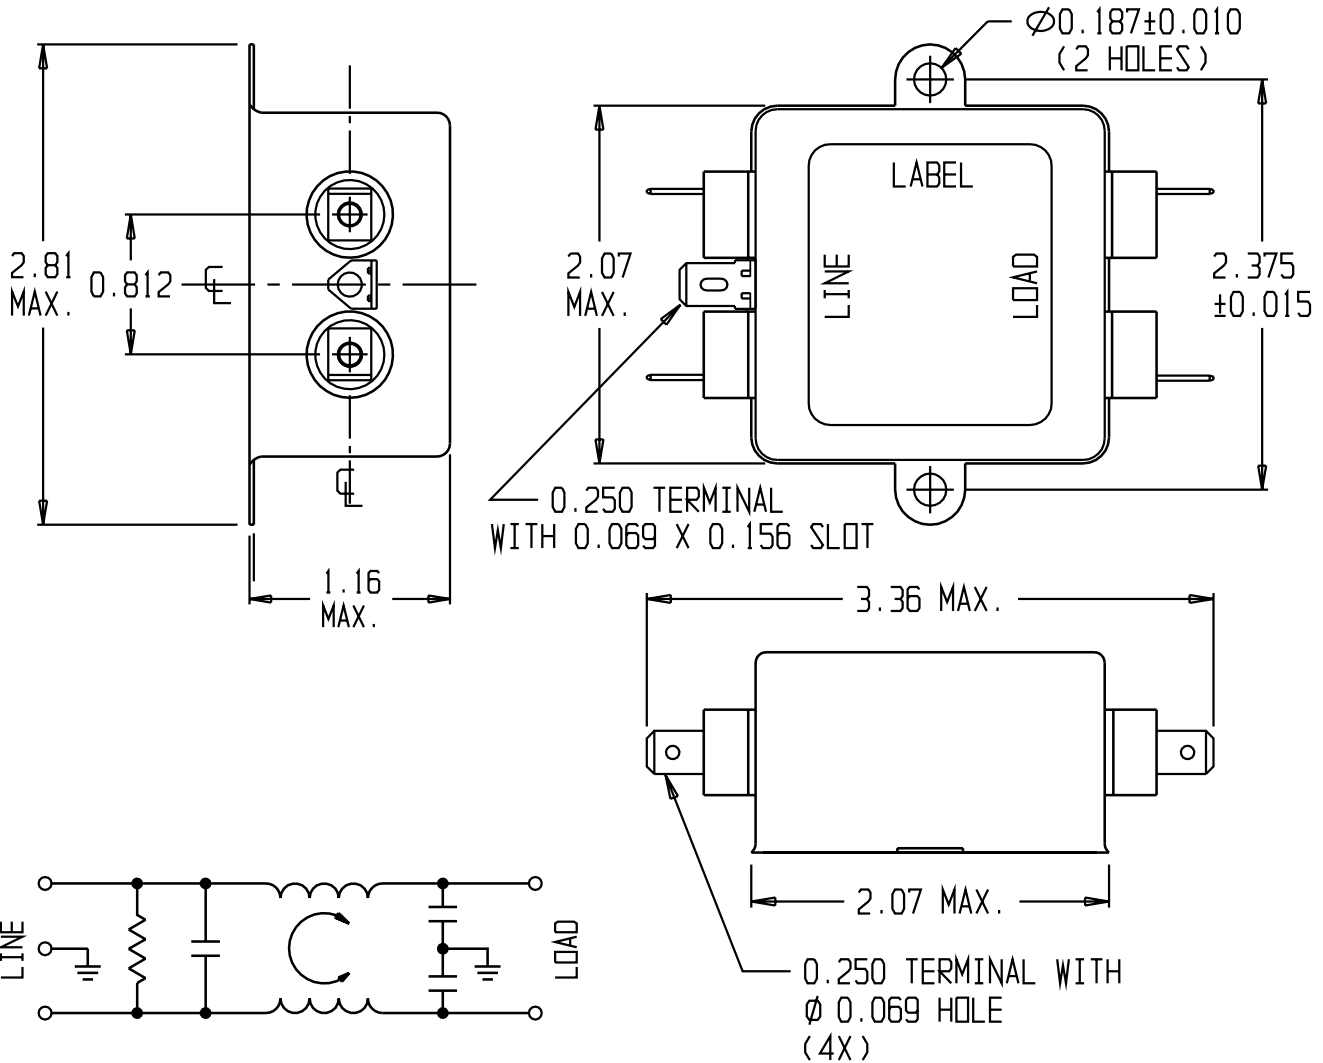 Ø0.187±0.010
(2 HOLES)
2.81
MAX.
0.812
CL
CL
1.16
MAX.
2.07
MAX.
LABEL
LINE
LOAD
2.375
±0.015
0.250 TERMINAL
WITH 0.069 X 0.156 SLOT
3.36 MAX.
2.07 MAX.
0.250 TERMINAL WITH
Ø 0.069 HOLE
(4X)
LINE
LOAD